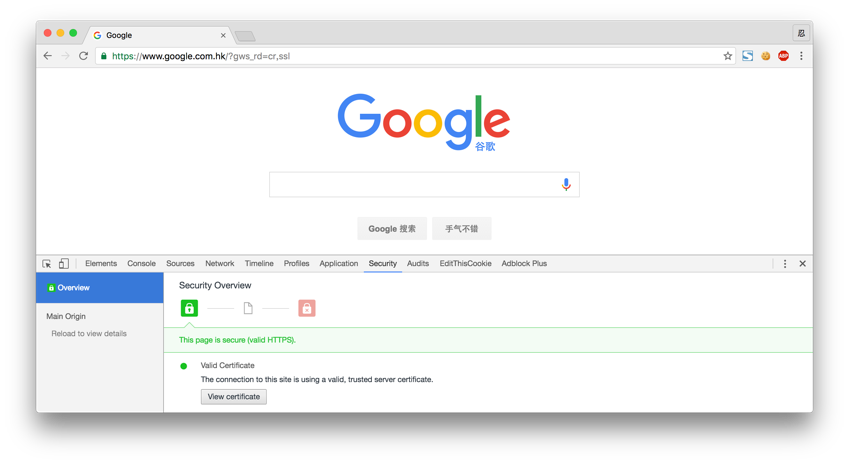 Google
忍
https://www.google.com.hk/?gws_rd=cr,ssl
ABP
Google
谷歌
Google 搜索
手气不错
Elements Console Sources Network Timeline Profiles Application Security Audits EditThisCookie Adblock Plus
Overview
Security Overview
Main Origin
Reload to view details
This page is secure (valid HTTPS).
Valid Certificate
The connection to this site is using a valid, trusted server certificate.
View certificate